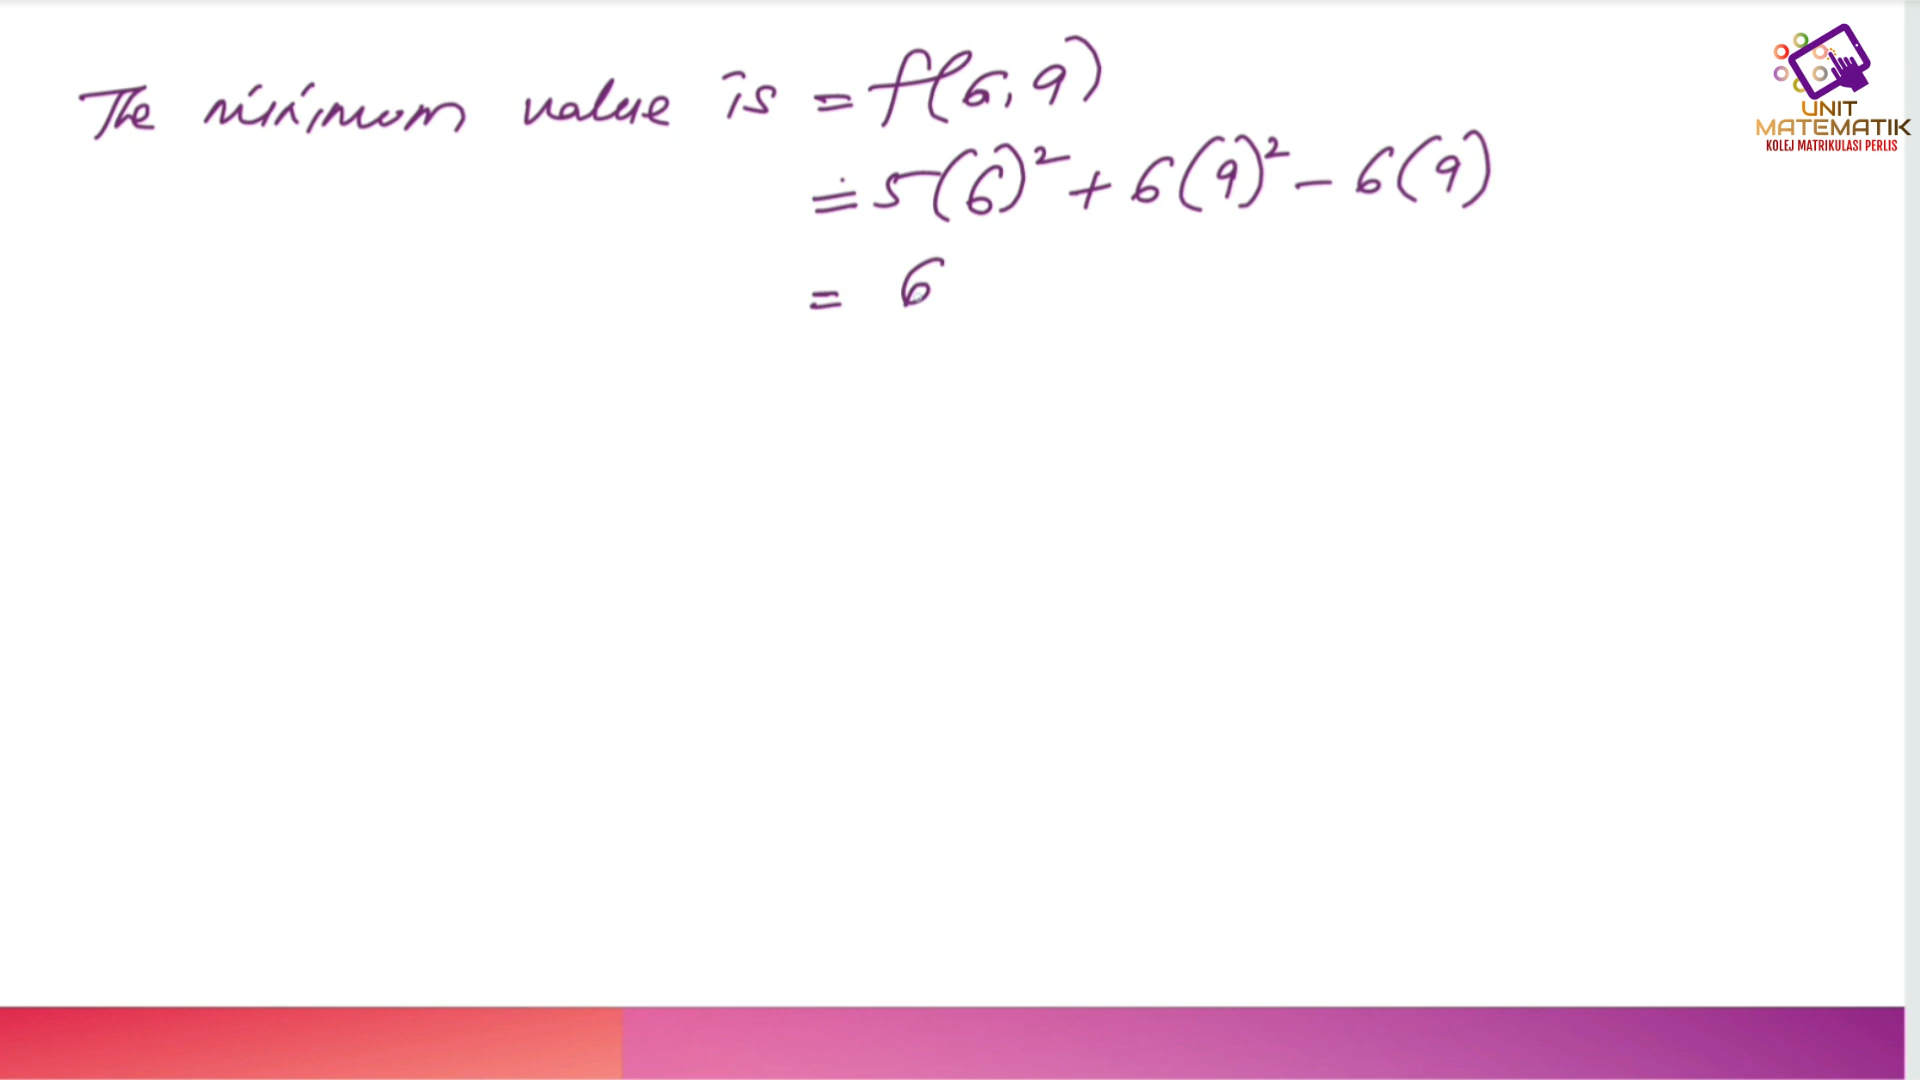 The minimum value is = f(6, 9)
= 5(6)² + 6(9)² - 6(9)
= 6
UNIT
MATEMATIK
KOLEJ MATRIKULASI PERLIS